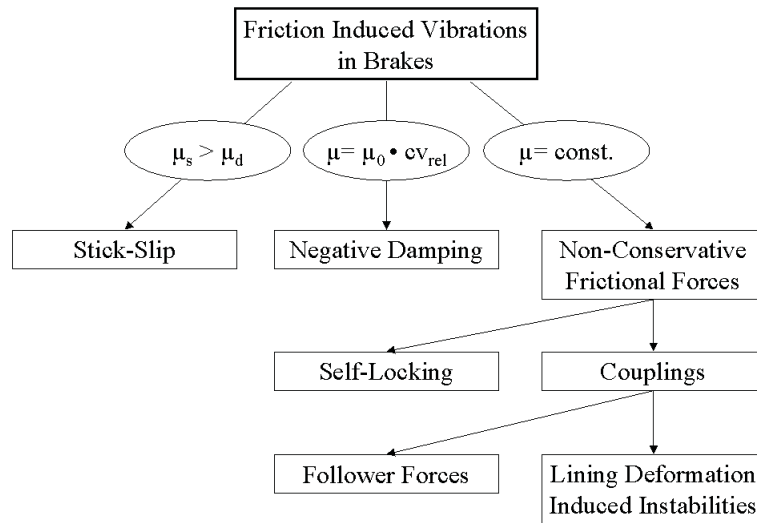 Friction Induced Vibrations
in Brakes
μs > μd
μ= μ0 • cvrel
μ= const.
Stick-Slip
Negative Damping
Non-Conservative
Frictional Forces
Self-Locking
Couplings
Follower Forces
Lining Deformation
Induced Instabilities